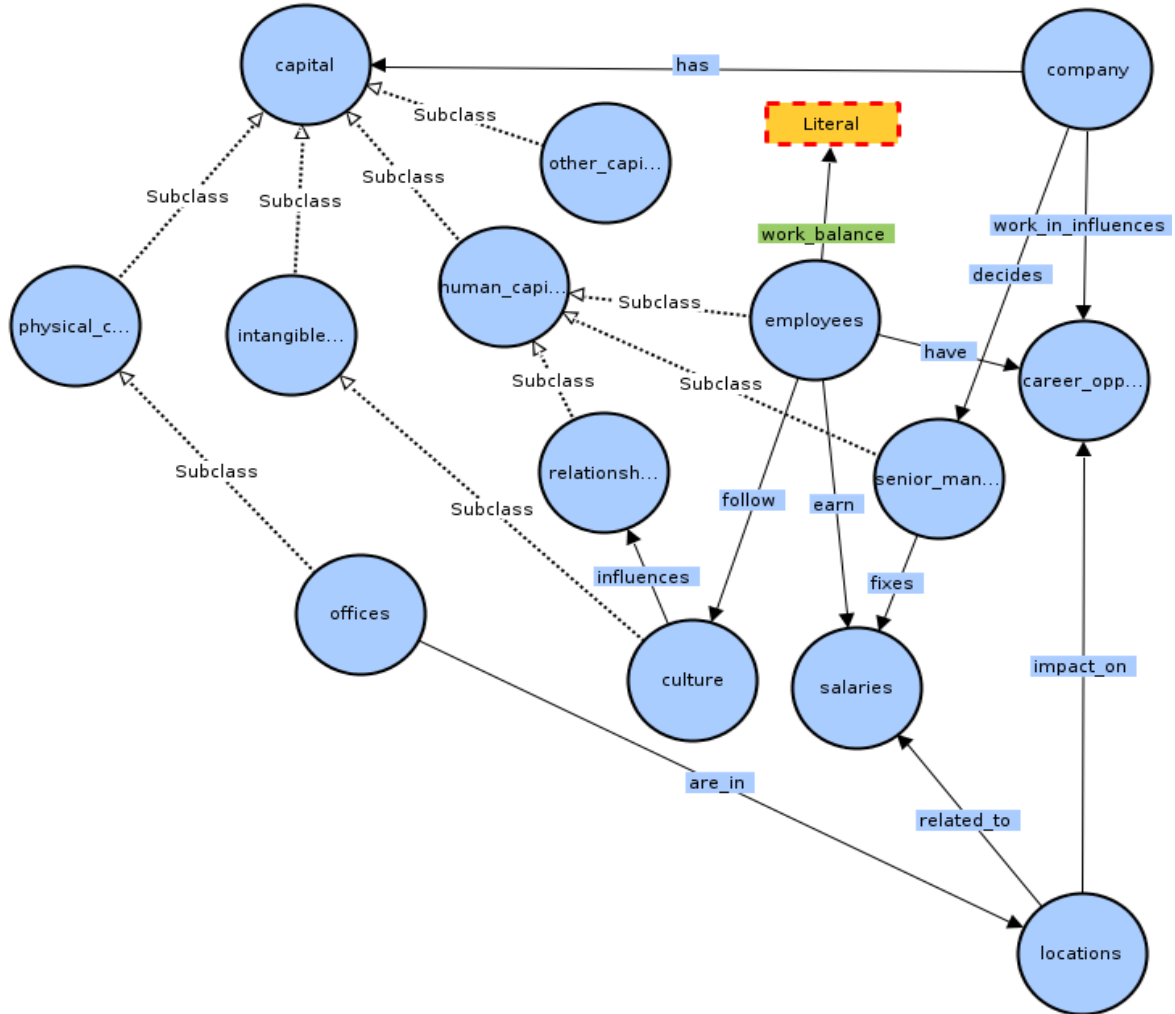 capital
has
company
Subclass
Literal
other_capi...
Subclass
Subclass
Subclass
work_balance
work_in_influences
decides
human_capi...
Subclass
physical_c...
intangible...
employees
have
career_opp...
Subclass
Subclass
relationsh...
senior_man...
Subclass
Subclass
follow
earn
influences
fixes
offices
culture
salaries
impact_on
are_in
related_to
locations